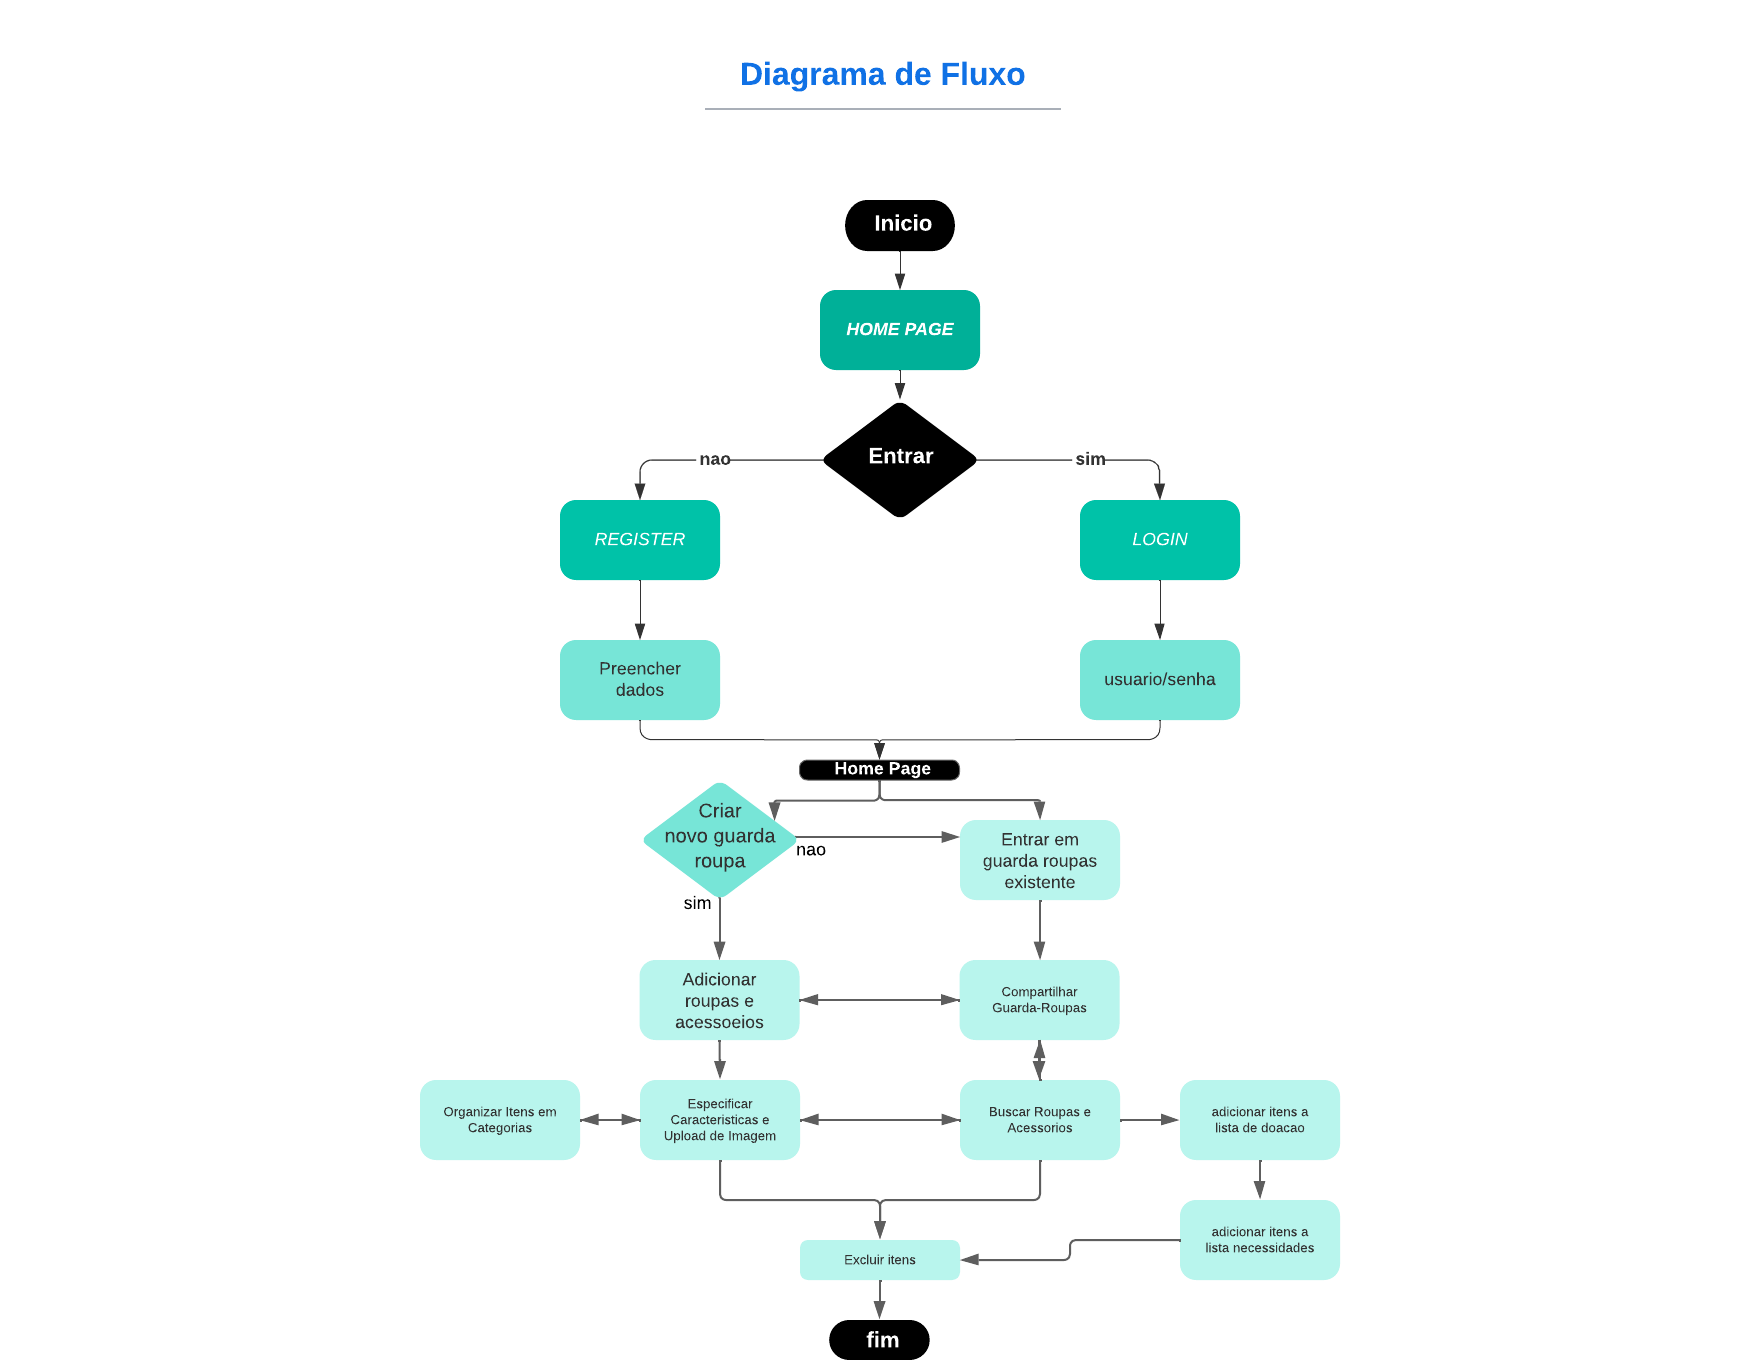 Diagrama de Fluxo
Inicio
HOME PAGE
Entrar
nao
sim
REGISTER
LOGIN
Preencher
dados
usuario/senha
Home Page
Criar
novo guarda
roupa
nao
sim
Entrar em
guarda roupas
existente
Adicionar
roupas e
acessoeios
Compartilhar
Guarda-Roupas
Organizar Itens em
Categorias
Especificar
Caracteristicas e
Upload de Imagem
Buscar Roupas e
Acessorios
adicionar itens a
lista de doacao
adicionar itens a
lista necessidades
Excluir itens
fim